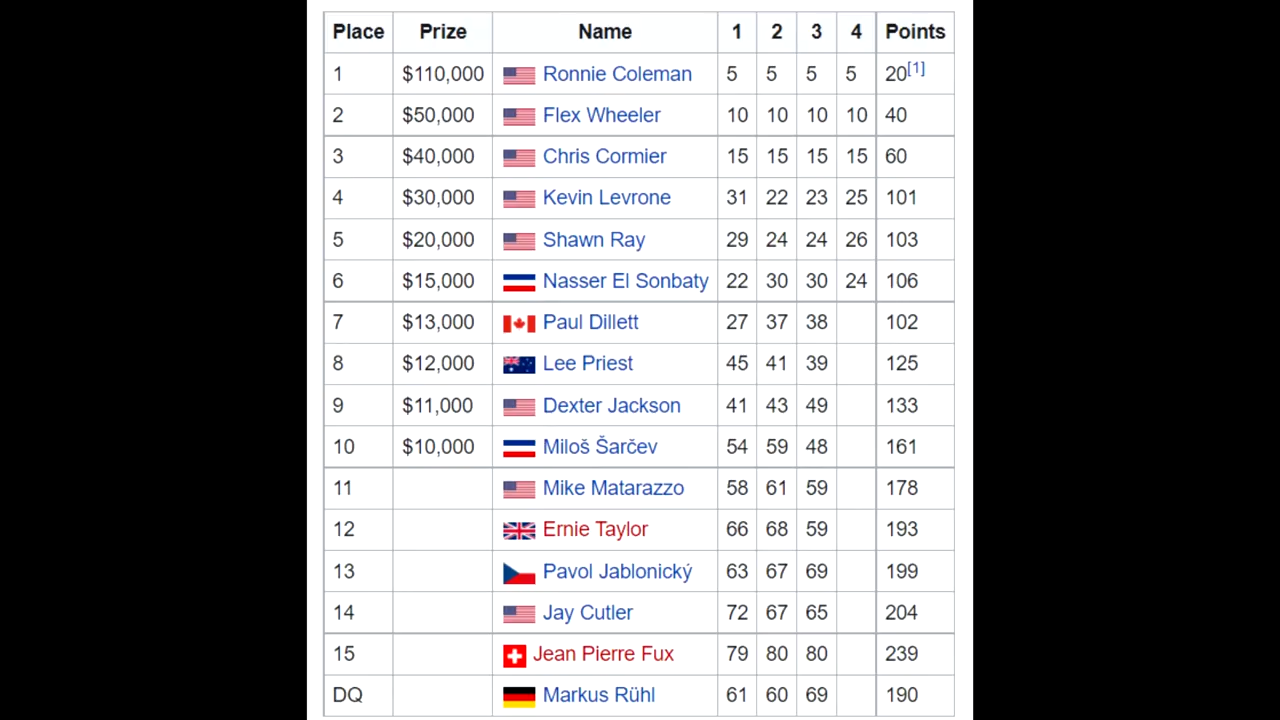 Place Prize Name 1 2 3 4 Points
1 $110,000 Ronnie Coleman 5 5 5 5 20[1]
2 $50,000 Flex Wheeler 10 10 10 10 40
3 $40,000 Chris Cormier 15 15 15 15 60
4 $30,000 Kevin Levrone 31 22 23 25 101
5 $20,000 Shawn Ray 29 24 24 26 103
6 $15,000 Nasser El Sonbaty 22 30 30 24 106
7 $13,000 Paul Dillett 27 37 38 102
8 $12,000 Lee Priest 45 41 39 125
9 $11,000 Dexter Jackson 41 43 49 133
10 $10,000 Miloš Šarčev 54 59 48 161
11 Mike Matarazzo 58 61 59 178
12 Ernie Taylor 66 68 59 193
13 Pavol Jablonický 63 67 69 199
14 Jay Cutler 72 67 65 204
15 Jean Pierre Fux 79 80 80 239
DQ Markus Rühl 61 60 69 190